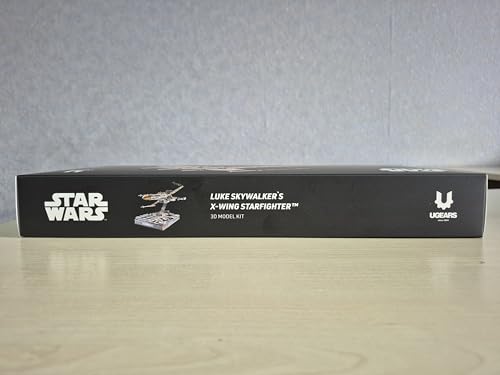 STAR
WARS
LUKE SKYWALKER'S
X-WING STARFIGHTER™
3D MODEL KIT
UGEARS